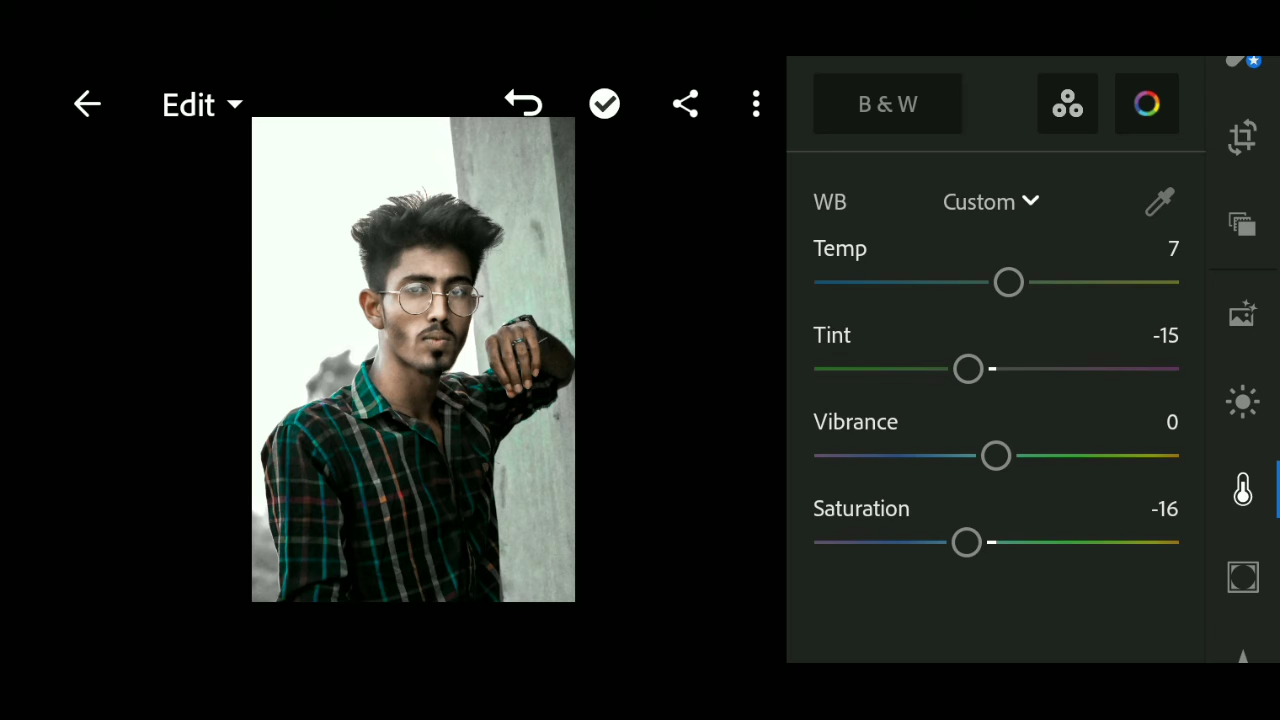 Edit
B & W
WB Custom
Temp 7
Tint -15
Vibrance 0
Saturation -16